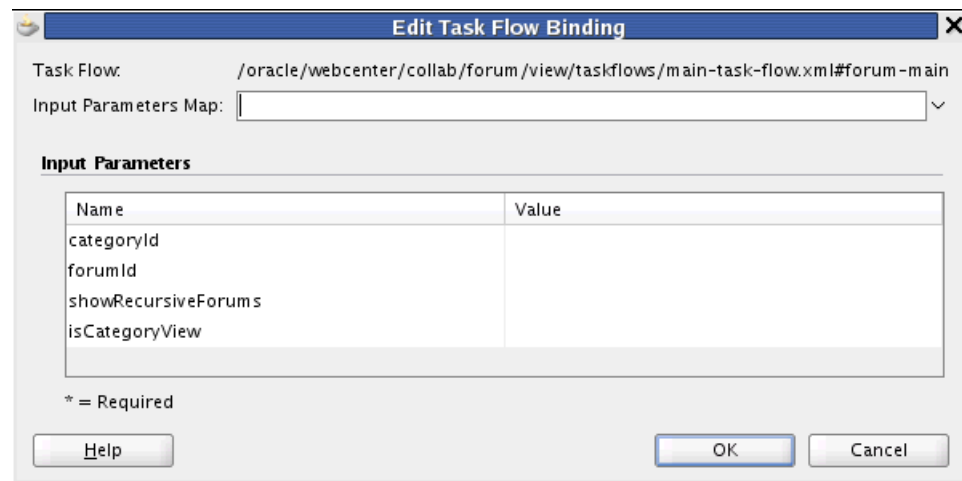 Edit Task Flow Binding
Task Flow: /oracle/webcenter/collab/forum/view/taskflows/main-task-flow.xml#forum-main
Input Parameters Map:
Input Parameters
Name Value
categoryId
forumId
showRecursiveForums
isCategoryView
* = Required
Help OK Cancel